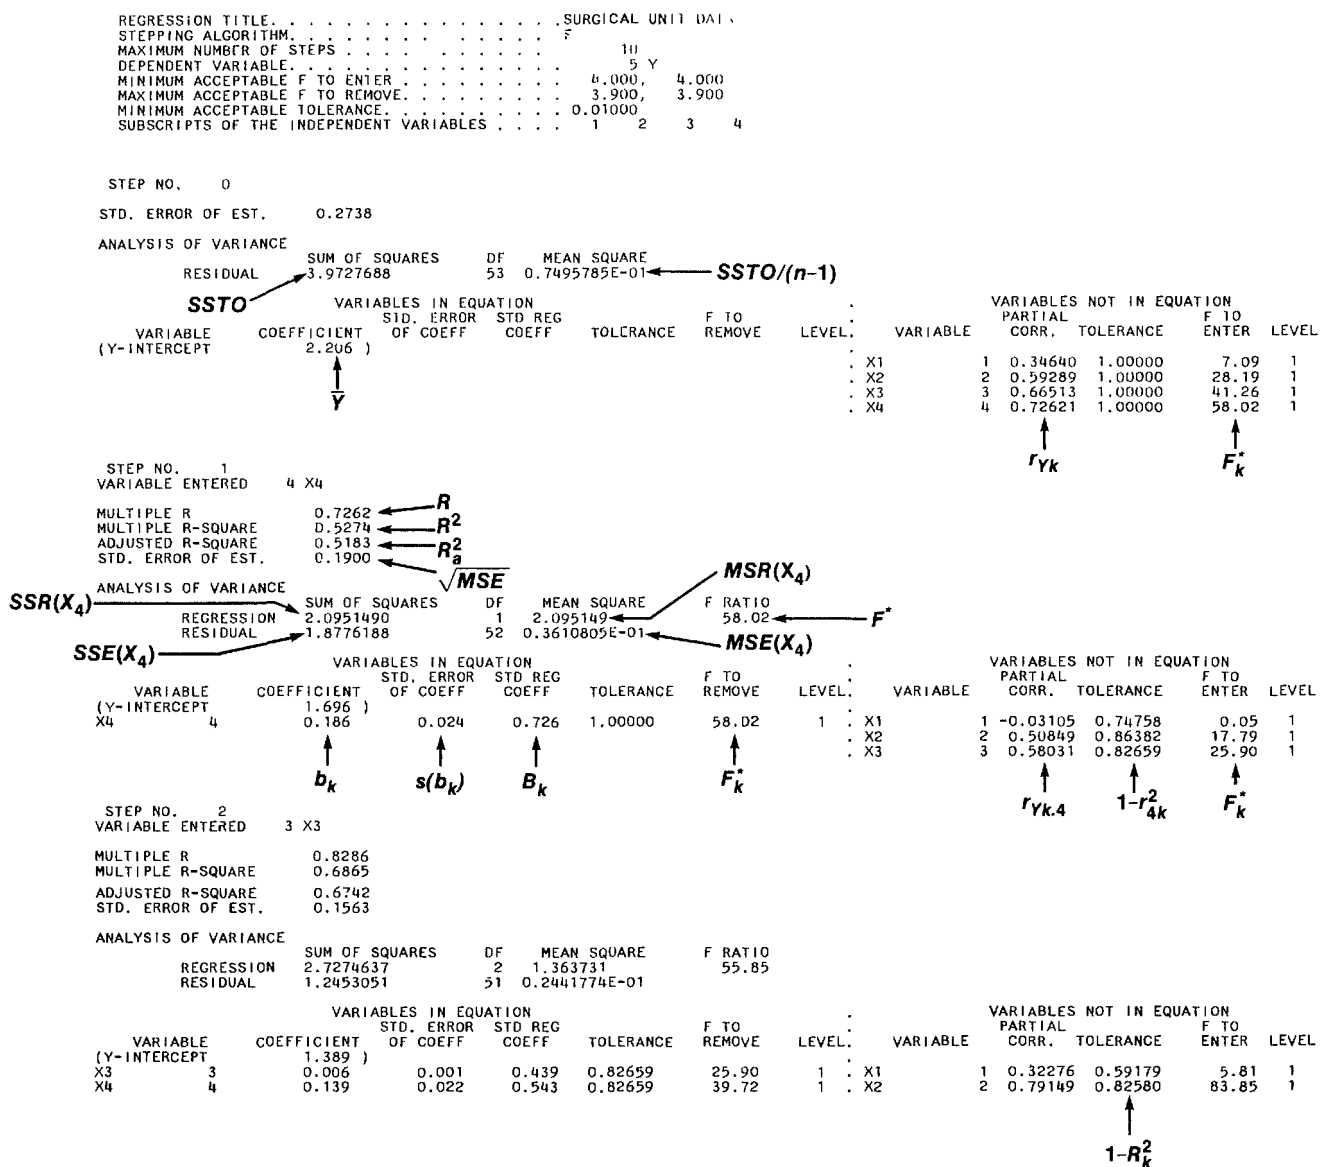 REGRESSION TITLE. . . . . . . . . . . . . . . . .SURGICAL UNIT DAT
STEPPING ALGORITHM. . . . . . . . . . . . . . . .F
MAXIMUM NUMBER OF STEPS . . . . . . . . . . 10
DEPENDENT VARIABLE. . . . . . . . . . . . . . . . 5 Y
MINIMUM ACCEPTABLE F TO ENTER . . . . . . . . . 4.000, 4.000
MAXIMUM ACCEPTABLE F TO REMOVE. . . . . . . . . 3.900, 3.900
MINIMUM ACCEPTABLE TOLERANCE. . . . . . . . . . 0.01000
SUBSCRIPTS OF THE INDEPENDENT VARIABLES . . . . 1 2 3 4
STEP NO. 0
STD. ERROR OF EST. 0.2738
ANALYSIS OF VARIANCE
SUM OF SQUARES DF MEAN SQUARE
RESIDUAL 3.9727688 53 0.7495785E-01 SSTO/(n−1)
SSTO
VARIABLES IN EQUATION . VARIABLES NOT IN EQUATION
STD. ERROR STD REG F TO . PARTIAL F TO
VARIABLE COEFFICIENT OF COEFF COEFF TOLERANCE REMOVE LEVEL. VARIABLE CORR. TOLERANCE ENTER LEVEL
(Y-INTERCEPT 2.206 ) .
. X1 1 0.34640 1.00000 7.09 1
. X2 2 0.59289 1.00000 28.19 1
. X3 3 0.66513 1.00000 41.26 1
. X4 4 0.72621 1.00000 58.02 1
Ȳ
r_Yk F*_k
STEP NO. 1
VARIABLE ENTERED 4 X4
MULTIPLE R 0.7262 R
MULTIPLE R-SQUARE 0.5274 R²
ADJUSTED R-SQUARE 0.5183 R²_a
STD. ERROR OF EST. 0.1900 √MSE
ANALYSIS OF VARIANCE MSR(X₄)
SSR(X₄) SUM OF SQUARES DF MEAN SQUARE F RATIO
REGRESSION 2.0951490 1 2.095149 58.02 F*
RESIDUAL 1.8776188 52 0.3610805E-01 MSE(X₄)
SSE(X₄)
VARIABLES IN EQUATION . VARIABLES NOT IN EQUATION
STD. ERROR STD REG F TO . PARTIAL F TO
VARIABLE COEFFICIENT OF COEFF COEFF TOLERANCE REMOVE LEVEL. VARIABLE CORR. TOLERANCE ENTER LEVEL
(Y-INTERCEPT 1.696 ) .
X4 4 0.186 0.024 0.726 1.00000 58.02 1 . X1 1 -0.03105 0.74758 0.05 1
. X2 2 0.50849 0.86382 17.79 1
. X3 3 0.58031 0.82659 25.90 1
b_k s(b_k) B_k F*_k r_Yk.4 1−r²_4k F*_k
STEP NO. 2
VARIABLE ENTERED 3 X3
MULTIPLE R 0.8286
MULTIPLE R-SQUARE 0.6865
ADJUSTED R-SQUARE 0.6742
STD. ERROR OF EST. 0.1563
ANALYSIS OF VARIANCE
SUM OF SQUARES DF MEAN SQUARE F RATIO
REGRESSION 2.7274637 2 1.363731 55.85
RESIDUAL 1.2453051 51 0.2441774E-01
VARIABLES IN EQUATION . VARIABLES NOT IN EQUATION
STD. ERROR STD REG F TO . PARTIAL F TO
VARIABLE COEFFICIENT OF COEFF COEFF TOLERANCE REMOVE LEVEL. VARIABLE CORR. TOLERANCE ENTER LEVEL
(Y-INTERCEPT 1.389 ) .
X3 3 0.006 0.001 0.439 0.82659 25.90 1 . X1 1 0.32276 0.59179 5.81 1
X4 4 0.139 0.022 0.543 0.82659 39.72 1 . X2 2 0.79149 0.82580 83.85 1
1−R²_k